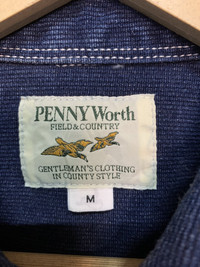 PENNY Worth
FIELD & COUNTRY
GENTLEMAN'S CLOTHING
IN COUNTY STYLE
M